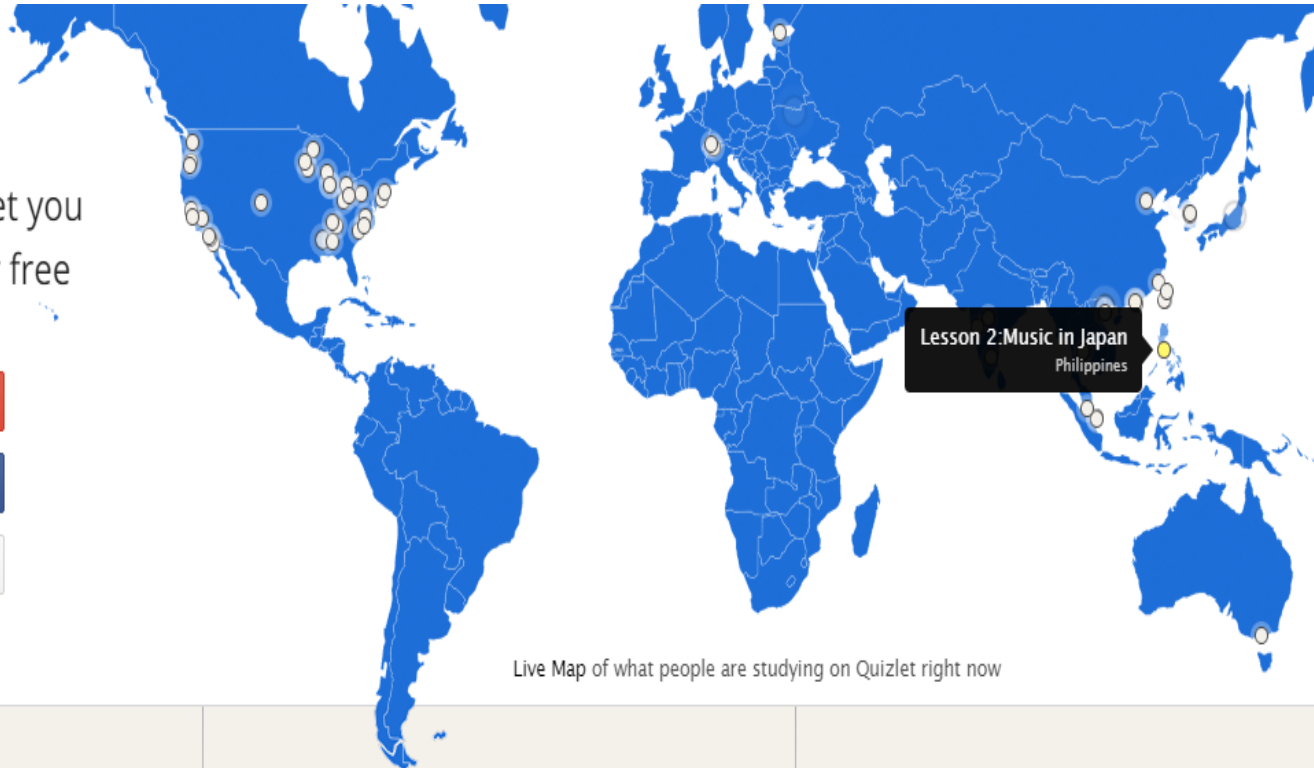 et you
free
Lesson 2:Music in Japan
Philippines
Live Map of what people are studying on Quizlet right now